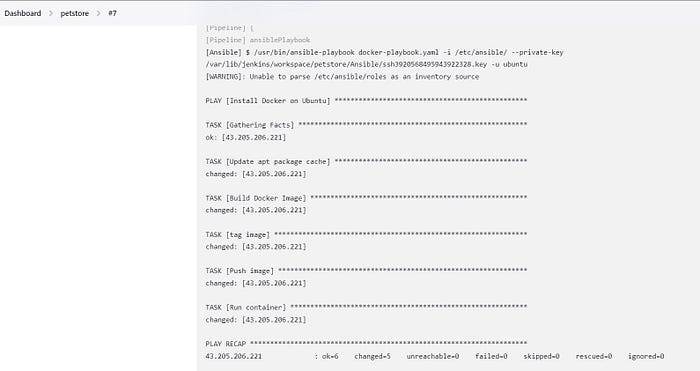 Dashboard > petstore > #7
[Pipeline] {
[Pipeline] ansiblePlaybook
[Ansible] $ /usr/bin/ansible-playbook docker-playbook.yaml -i /etc/ansible/ --private-key
/var/lib/jenkins/workspace/petstore/Ansible/ssh3920568495943922328.key -u ubuntu
[WARNING]: Unable to parse /etc/ansible/roles as an inventory source
PLAY [Install Docker on Ubuntu] ************************************************
TASK [Gathering Facts] *********************************************************
ok: [43.205.206.221]
TASK [Update apt package cache] ************************************************
changed: [43.205.206.221]
TASK [Build Docker Image] ******************************************************
changed: [43.205.206.221]
TASK [tag image] ***************************************************************
changed: [43.205.206.221]
TASK [Push image] **************************************************************
changed: [43.205.206.221]
TASK [Run container] ***********************************************************
changed: [43.205.206.221]
PLAY RECAP *********************************************************************
43.205.206.221 : ok=6 changed=5 unreachable=0 failed=0 skipped=0 rescued=0 ignored=0